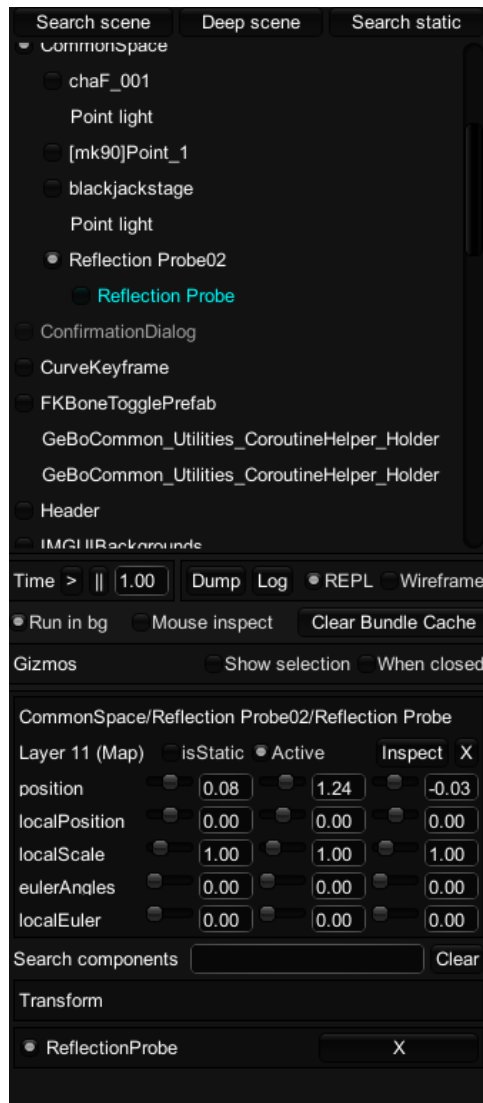 Search scene Deep scene Search static
CommonSpace
chaF_001
Point light
[mk90]Point_1
blackjackstage
Point light
Reflection Probe02
Reflection Probe
ConfirmationDialog
CurveKeyframe
FKBoneTogglePrefab
GeBoCommon_Utilities_CoroutineHelper_Holder
GeBoCommon_Utilities_CoroutineHelper_Holder
Header
IMGUIBackgrounds
Time > || 1.00 Dump Log REPL Wireframe
Run in bg Mouse inspect Clear Bundle Cache
Gizmos Show selection When closed
CommonSpace/Reflection Probe02/Reflection Probe
Layer 11 (Map) isStatic Active Inspect X
position 0.08 1.24 -0.03
localPosition 0.00 0.00 0.00
localScale 1.00 1.00 1.00
eulerAngles 0.00 0.00 0.00
localEuler 0.00 0.00 0.00
Search components Clear
Transform
ReflectionProbe X